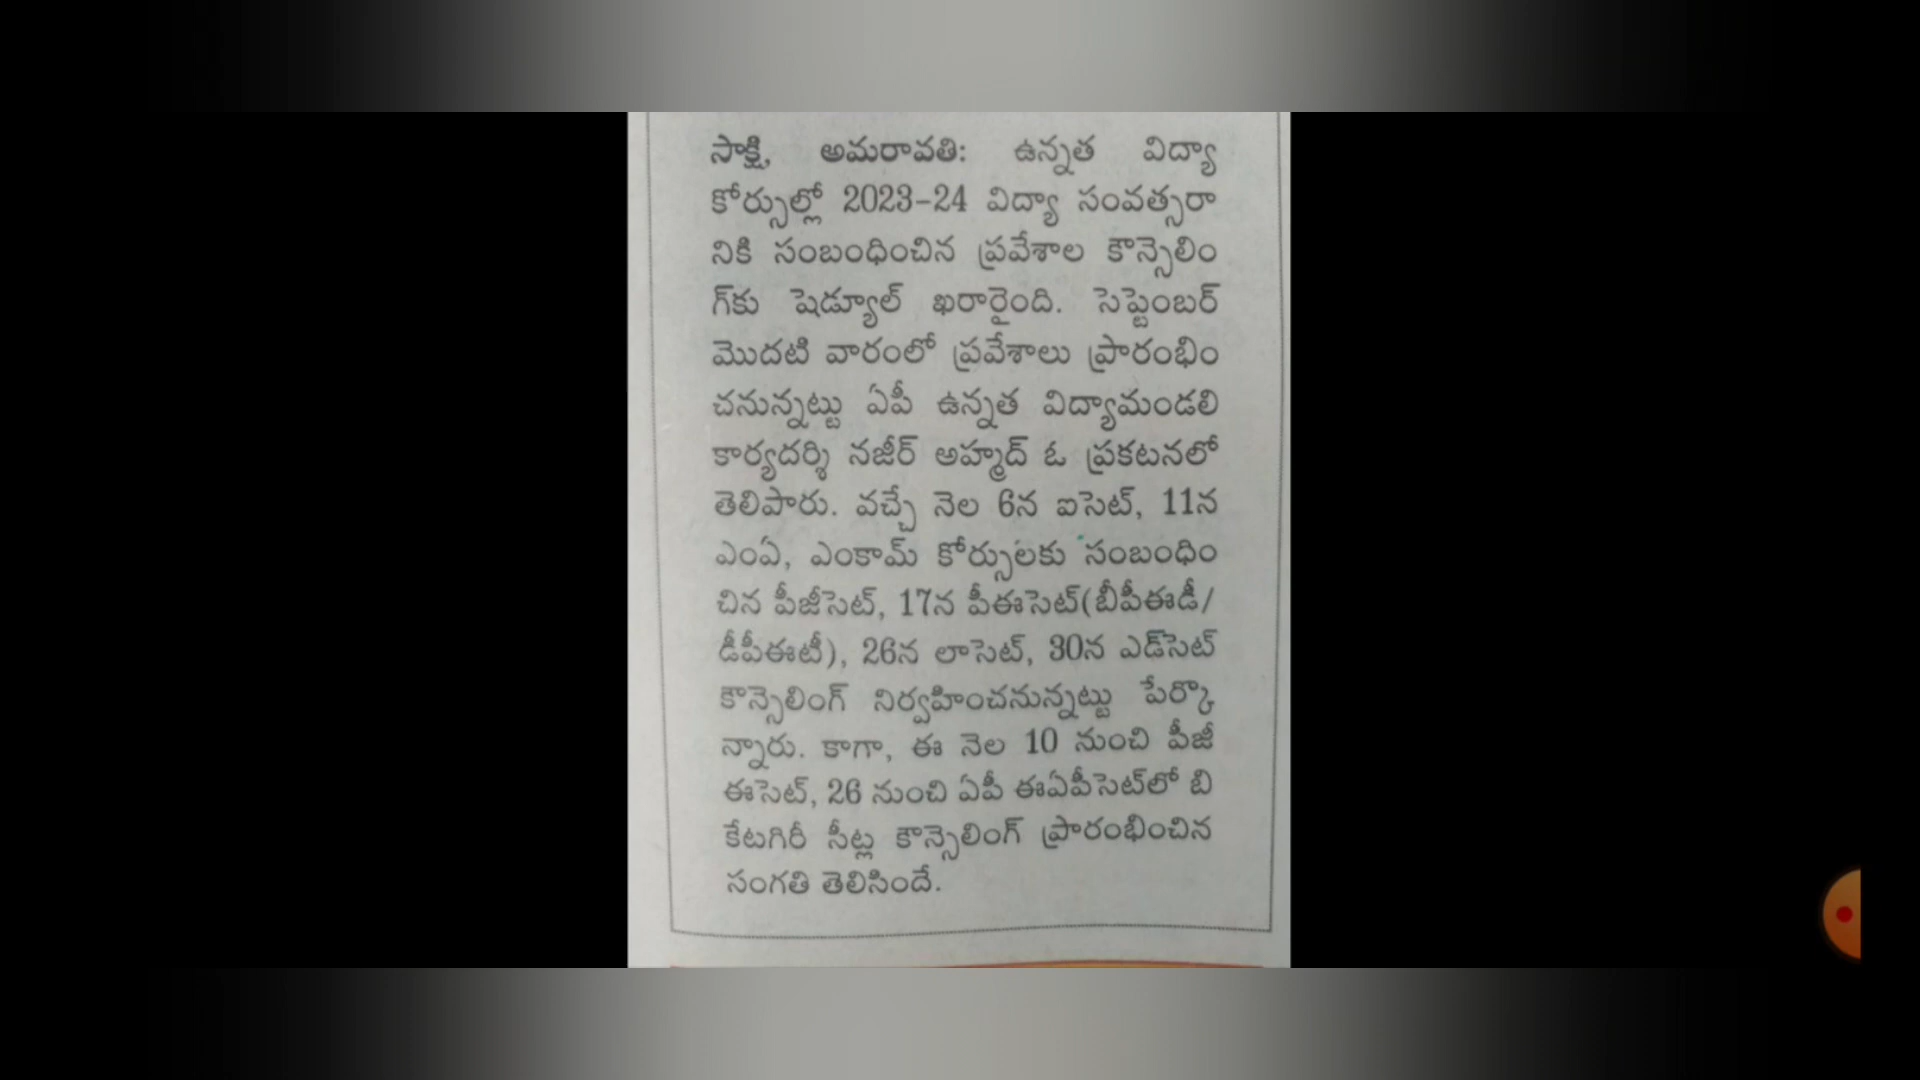 సాక్షి, అమరావతి: ఉన్నత విద్యా
కోర్సుల్లో 2023-24 విద్యా సంవత్సరా
నికి సంబంధించిన ప్రవేశాల కౌన్సెలిం
గ్‌కు షెడ్యూల్ ఖరారైంది. సెప్టెంబర్
మొదటి వారంలో ప్రవేశాలు ప్రారంభిం
చనున్నట్టు ఏపీ ఉన్నత విద్యామండలి
కార్యదర్శి నజీర్ అహ్మద్ ఓ ప్రకటనలో
తెలిపారు. వచ్చే నెల 6న ఐసెట్, 11న
ఎంఏ, ఎంకామ్ కోర్సులకు సంబంధిం
చిన పీజీసెట్, 17న పీఈసెట్(బీపీఈడీ/
డీపీఈటీ), 26న లాసెట్, 30న ఎడ్‌సెట్
కౌన్సెలింగ్ నిర్వహించనున్నట్టు పేర్కొ
న్నారు. కాగా, ఈ నెల 10 నుంచి పీజీ
ఈసెట్, 26 నుంచి ఏపీ ఈఏపీసెట్‌లో బి
కేటగిరీ సీట్ల కౌన్సెలింగ్ ప్రారంభించిన
సంగతి తెలిసిందే.